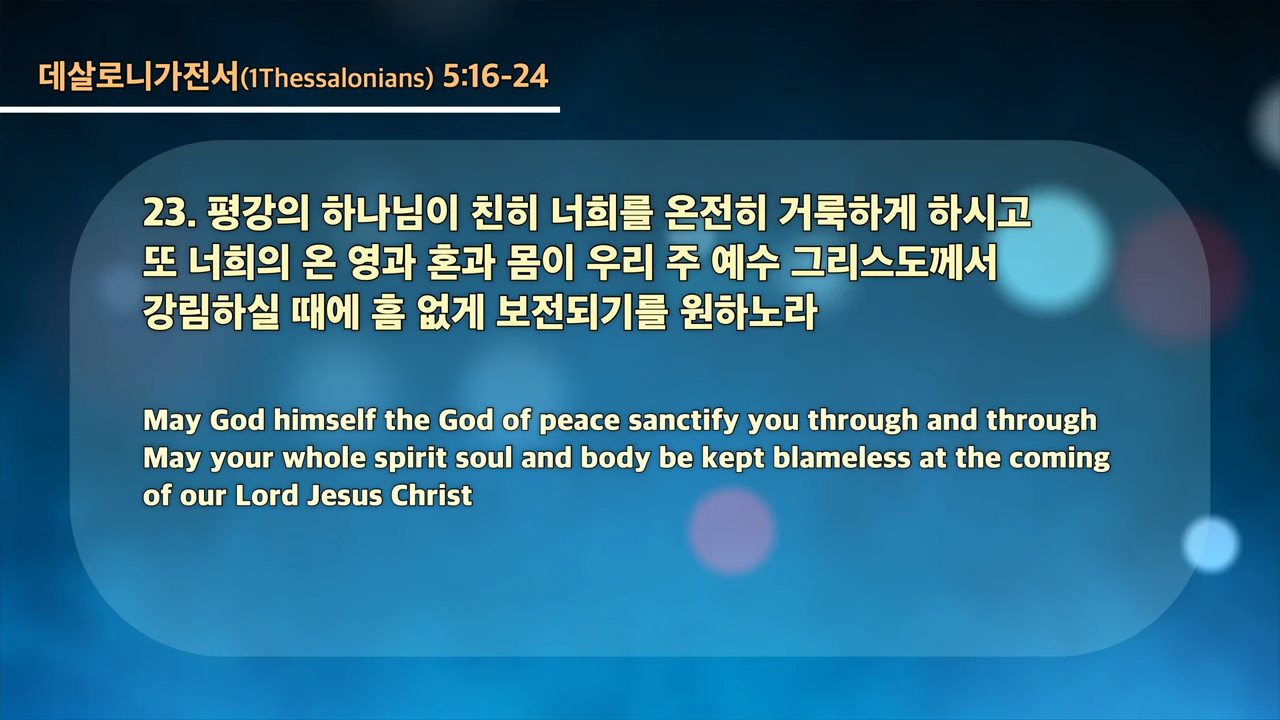 데살로니가전서(1Thessalonians) 5:16-24
23. 평강의 하나님이 친히 너희를 온전히 거룩하게 하시고
또 너희의 온 영과 혼과 몸이 우리 주 예수 그리스도께서
강림하실 때에 흠 없게 보전되기를 원하노라
May God himself the God of peace sanctify you through and through
May your whole spirit soul and body be kept blameless at the coming
of our Lord Jesus Christ